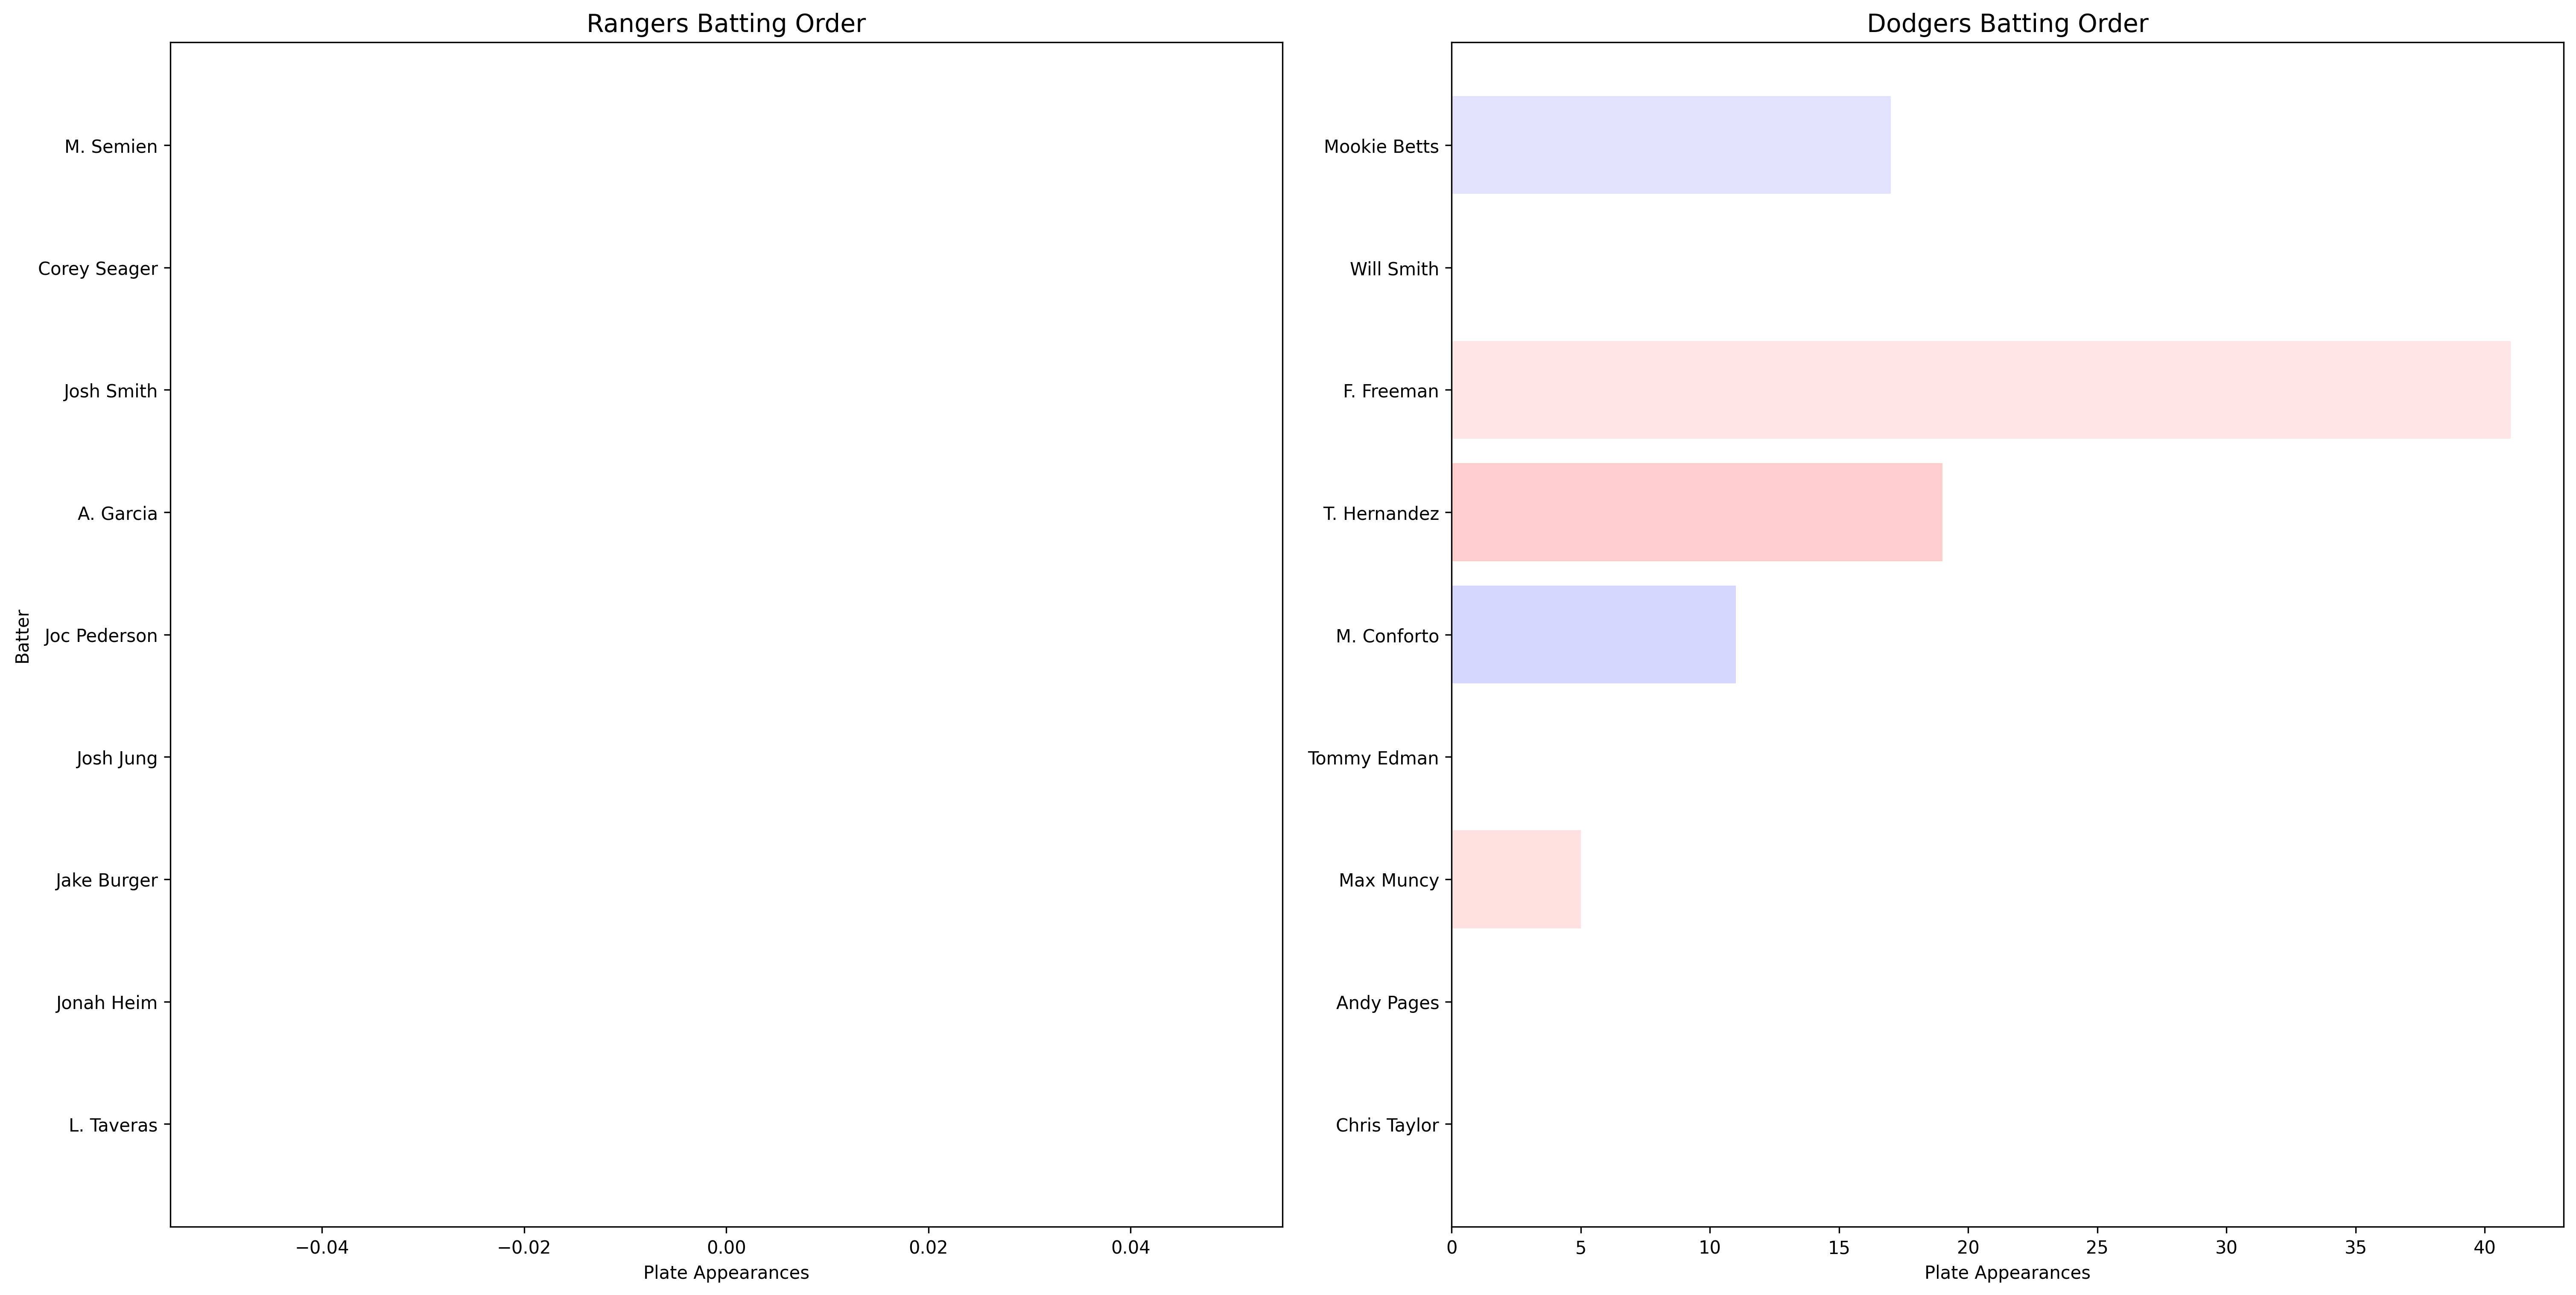 Rangers Batting Order
Batter
M. Semien
Corey Seager
Josh Smith
A. Garcia
Joc Pederson
Josh Jung
Jake Burger
Jonah Heim
L. Taveras
−0.04 −0.02 0.00 0.02 0.04
Plate Appearances
Dodgers Batting Order
Mookie Betts
Will Smith
F. Freeman
T. Hernandez
M. Conforto
Tommy Edman
Max Muncy
Andy Pages
Chris Taylor
0 5 10 15 20 25 30 35 40
Plate Appearances